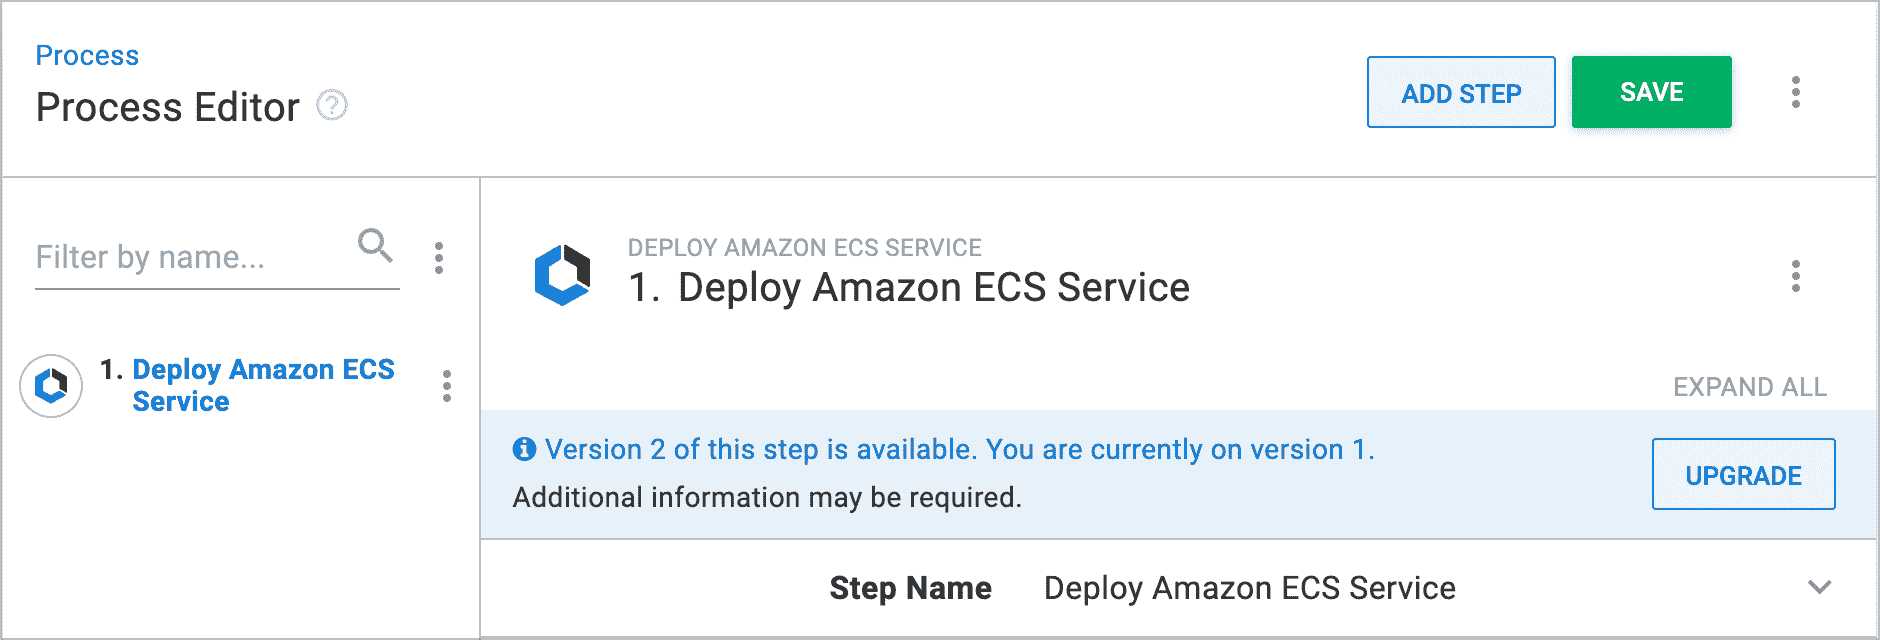 Process
Process Editor ?
ADD STEP
SAVE
Filter by name...
1. Deploy Amazon ECS
Service
DEPLOY AMAZON ECS SERVICE
1. Deploy Amazon ECS Service
EXPAND ALL
Version 2 of this step is available. You are currently on version 1.
Additional information may be required.
UPGRADE
Step Name Deploy Amazon ECS Service